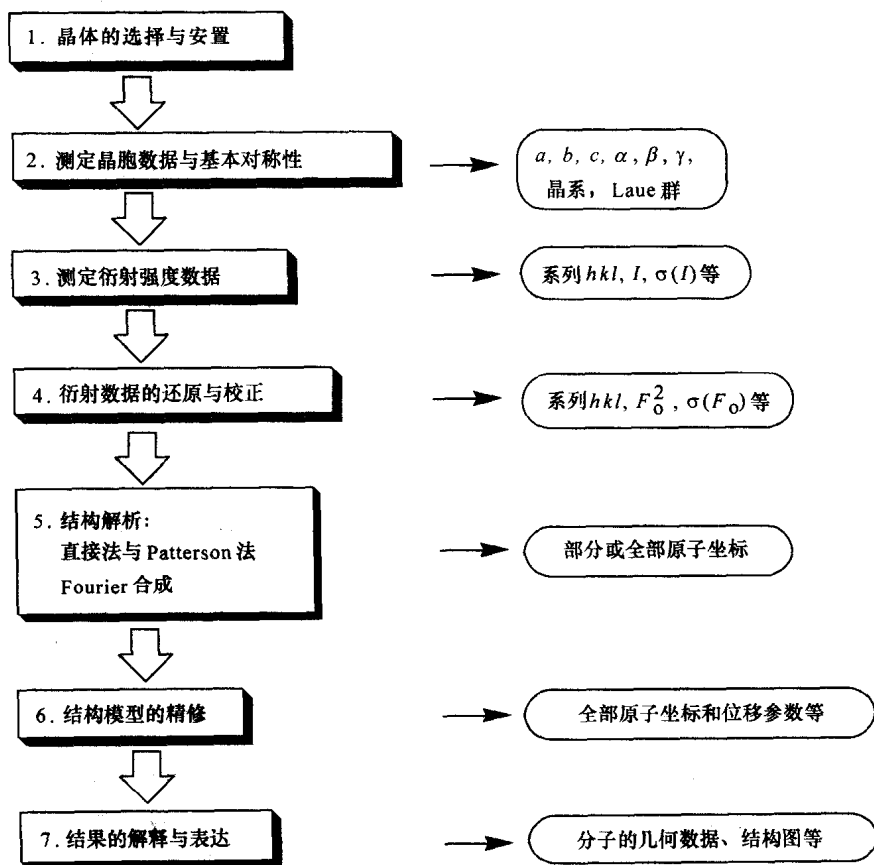 1. 晶体的选择与安置
2. 测定晶胞数据与基本对称性
a, b, c, α, β, γ,
晶系， Laue 群
3. 测定衍射强度数据
系列hkl, I, σ(I)等
4. 衍射数据的还原与校正
系列hkl, F_o^2, σ(F_o)等
5. 结构解析：
直接法与 Patterson 法
Fourier 合成
部分或全部原子坐标
6. 结构模型的精修
全部原子坐标和位移参数等
7. 结果的解释与表达
分子的几何数据、结构图等